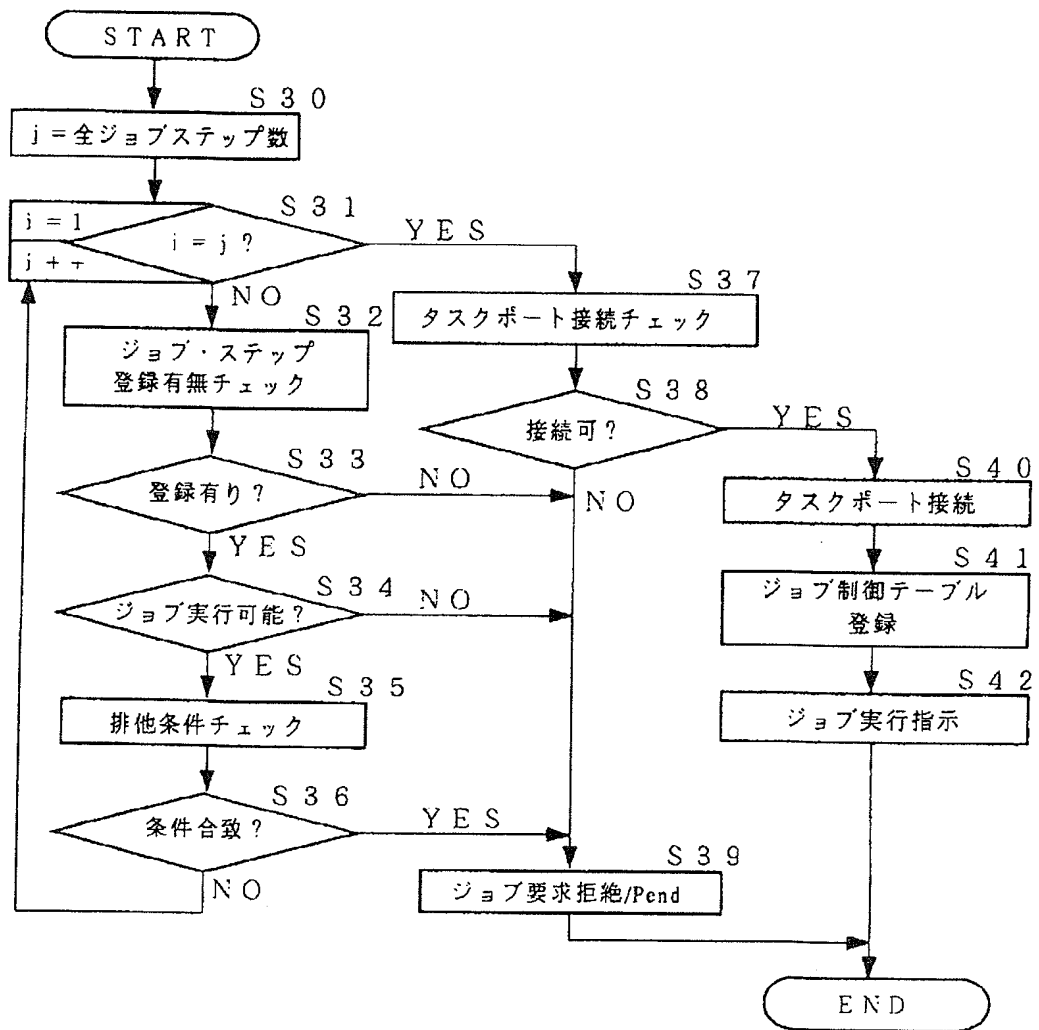 START
S30
j=全ジョブステップ数
S31
i=1
i=j?
j++
YES
NO
S32
ジョブ・ステップ
登録有無チェック
S33
登録有り?
NO
YES
S34
ジョブ実行可能?
NO
YES
S35
排他条件チェック
S36
条件合致?
YES
NO
S37
タスクポート接続チェック
S38
接続可?
YES
NO
S39
ジョブ要求拒絶/Pend
S40
タスクポート接続
S41
ジョブ制御テーブル
登録
S42
ジョブ実行指示
END